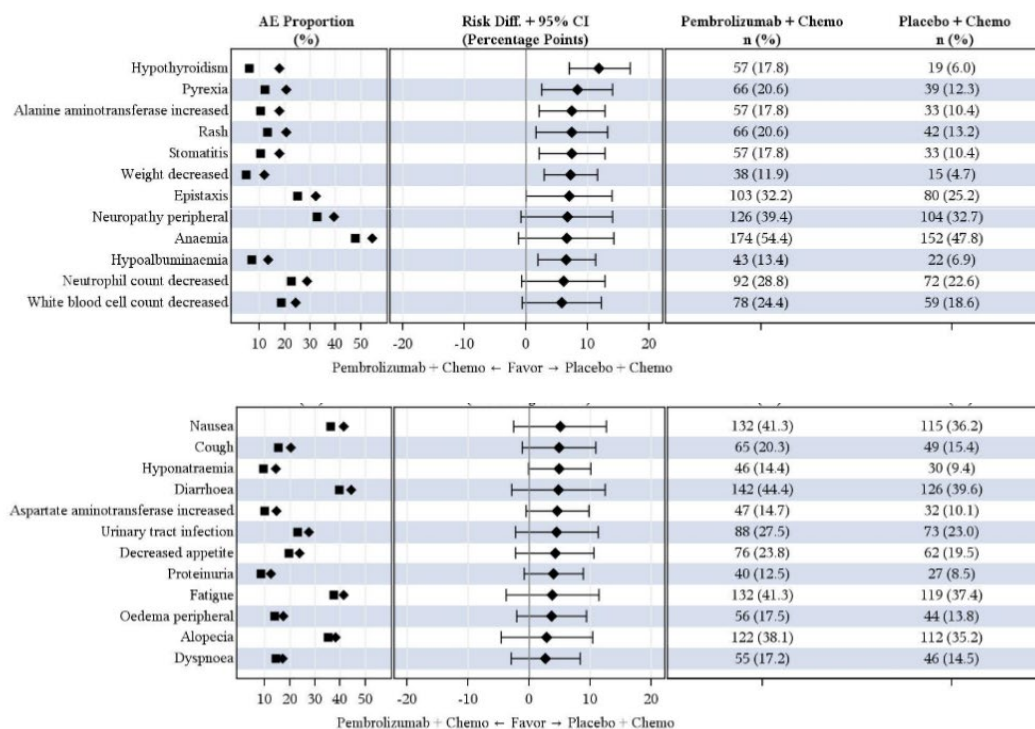 AE Proportion Risk Diff. + 95% CI Pembrolizumab + Chemo Placebo + Chemo
(%) (Percentage Points) n (%) n (%)
Hypothyroidism 57 (17.8) 19 (6.0)
Pyrexia 66 (20.6) 39 (12.3)
Alanine aminotransferase increased 57 (17.8) 33 (10.4)
Rash 66 (20.6) 42 (13.2)
Stomatitis 57 (17.8) 33 (10.4)
Weight decreased 38 (11.9) 15 (4.7)
Epistaxis 103 (32.2) 80 (25.2)
Neuropathy peripheral 126 (39.4) 104 (32.7)
Anaemia 174 (54.4) 152 (47.8)
Hypoalbuminaemia 43 (13.4) 22 (6.9)
Neutrophil count decreased 92 (28.8) 72 (22.6)
White blood cell count decreased 78 (24.4) 59 (18.6)
10 20 30 40 50 -20 -10 0 10 20
Pembrolizumab + Chemo ← Favor → Placebo + Chemo
Nausea 132 (41.3) 115 (36.2)
Cough 65 (20.3) 49 (15.4)
Hyponatraemia 46 (14.4) 30 (9.4)
Diarrhoea 142 (44.4) 126 (39.6)
Aspartate aminotransferase increased 47 (14.7) 32 (10.1)
Urinary tract infection 88 (27.5) 73 (23.0)
Decreased appetite 76 (23.8) 62 (19.5)
Proteinuria 40 (12.5) 27 (8.5)
Fatigue 132 (41.3) 119 (37.4)
Oedema peripheral 56 (17.5) 44 (13.8)
Alopecia 122 (38.1) 112 (35.2)
Dyspnoea 55 (17.2) 46 (14.5)
10 20 30 40 50 -20 -10 0 10 20
Pembrolizumab + Chemo ← Favor → Placebo + Chemo